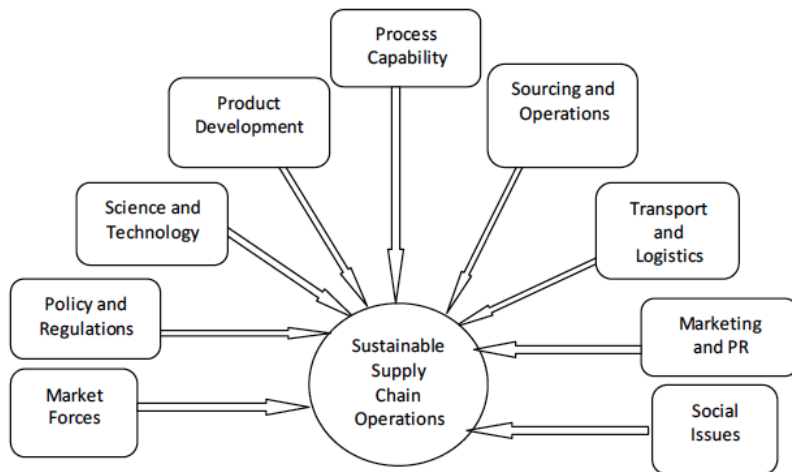 Process
Capability
Product
Development
Sourcing and
Operations
Science and
Technology
Transport
and
Logistics
Policy and
Regulations
Marketing
and PR
Sustainable
Supply
Chain
Operations
Market
Forces
Social
Issues